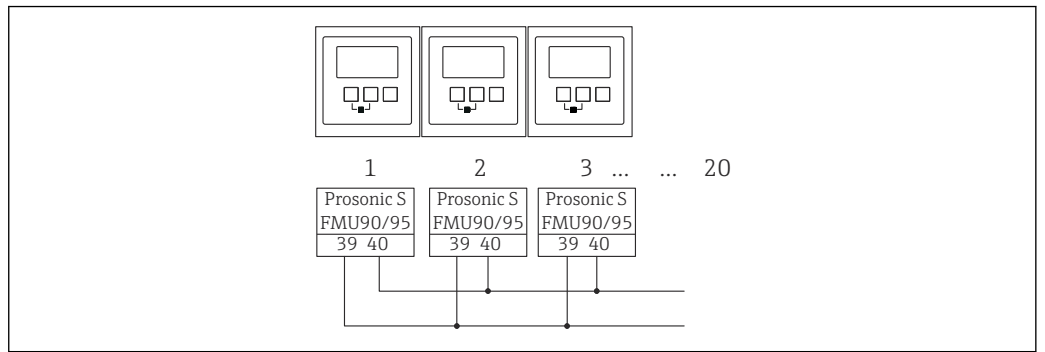 1 2 3 ... ... 20
Prosonic S Prosonic S Prosonic S
FMU90/95 FMU90/95 FMU90/95
39 40 39 40 39 40